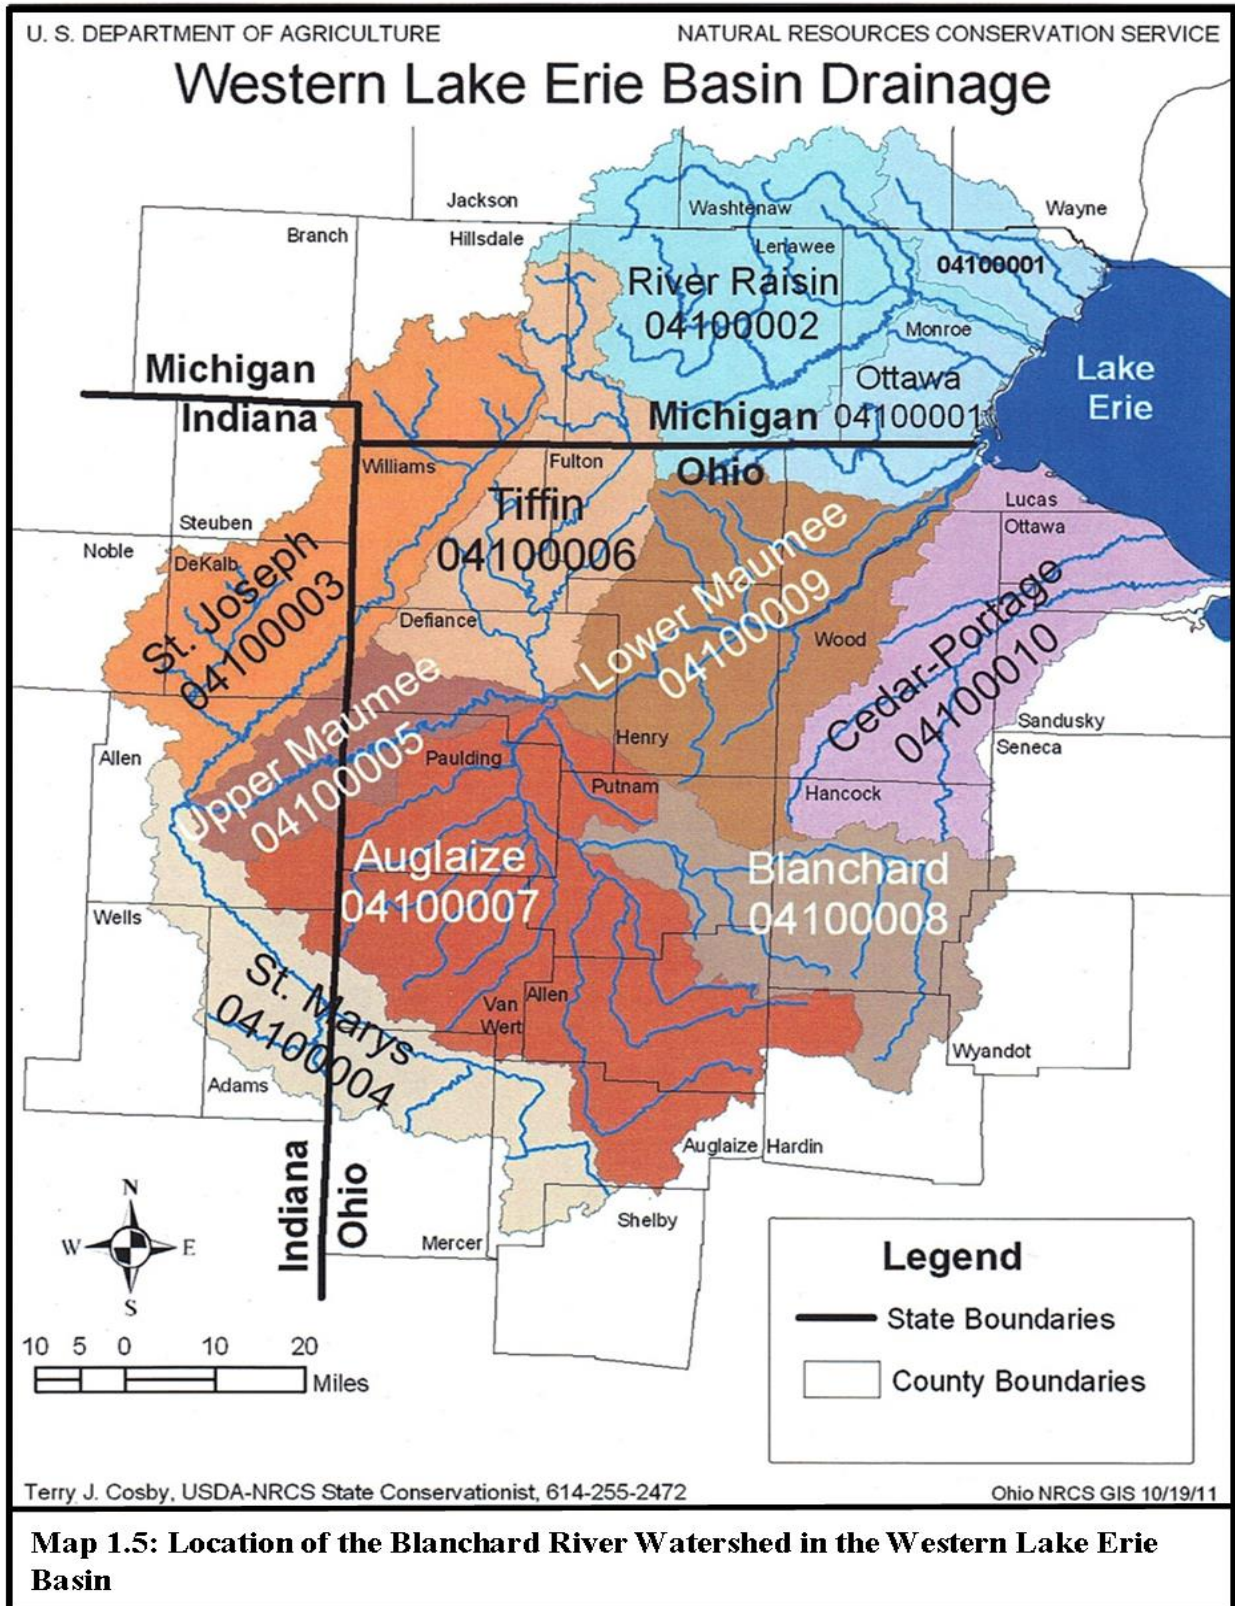 U. S. DEPARTMENT OF AGRICULTURE
NATURAL RESOURCES CONSERVATION SERVICE
Western Lake Erie Basin Drainage
Jackson
Washtenaw
Wayne
Branch
Hillsdale
Lenawee
04100001
River Raisin
04100002
Monroe
Lake
Erie
Michigan
Indiana
Ottawa
04100001
Michigan
Ohio
Williams
Fulton
Tiffin
04100006
Lucas
Ottawa
Steuben
Noble
DeKalb
St. Joseph
04100003
Defiance
Lower Maumee
04100009
Wood
Cedar-Portage
04100010
Upper Maumee
04100005
Henry
Sandusky
Seneca
Allen
Paulding
Putnam
Hancock
Auglaize
04100007
Blanchard
04100008
Wells
St. Marys
04100004
Van
Wert
Allen
Wyandot
Adams
Auglaize
Hardin
Indiana
Ohio
Mercer
Shelby
N
W
E
S
10 5 0 10 20
Miles
Legend
State Boundaries
County Boundaries
Terry J. Cosby, USDA-NRCS State Conservationist, 614-255-2472
Ohio NRCS GIS 10/19/11
Map 1.5: Location of the Blanchard River Watershed in the Western Lake Erie
Basin